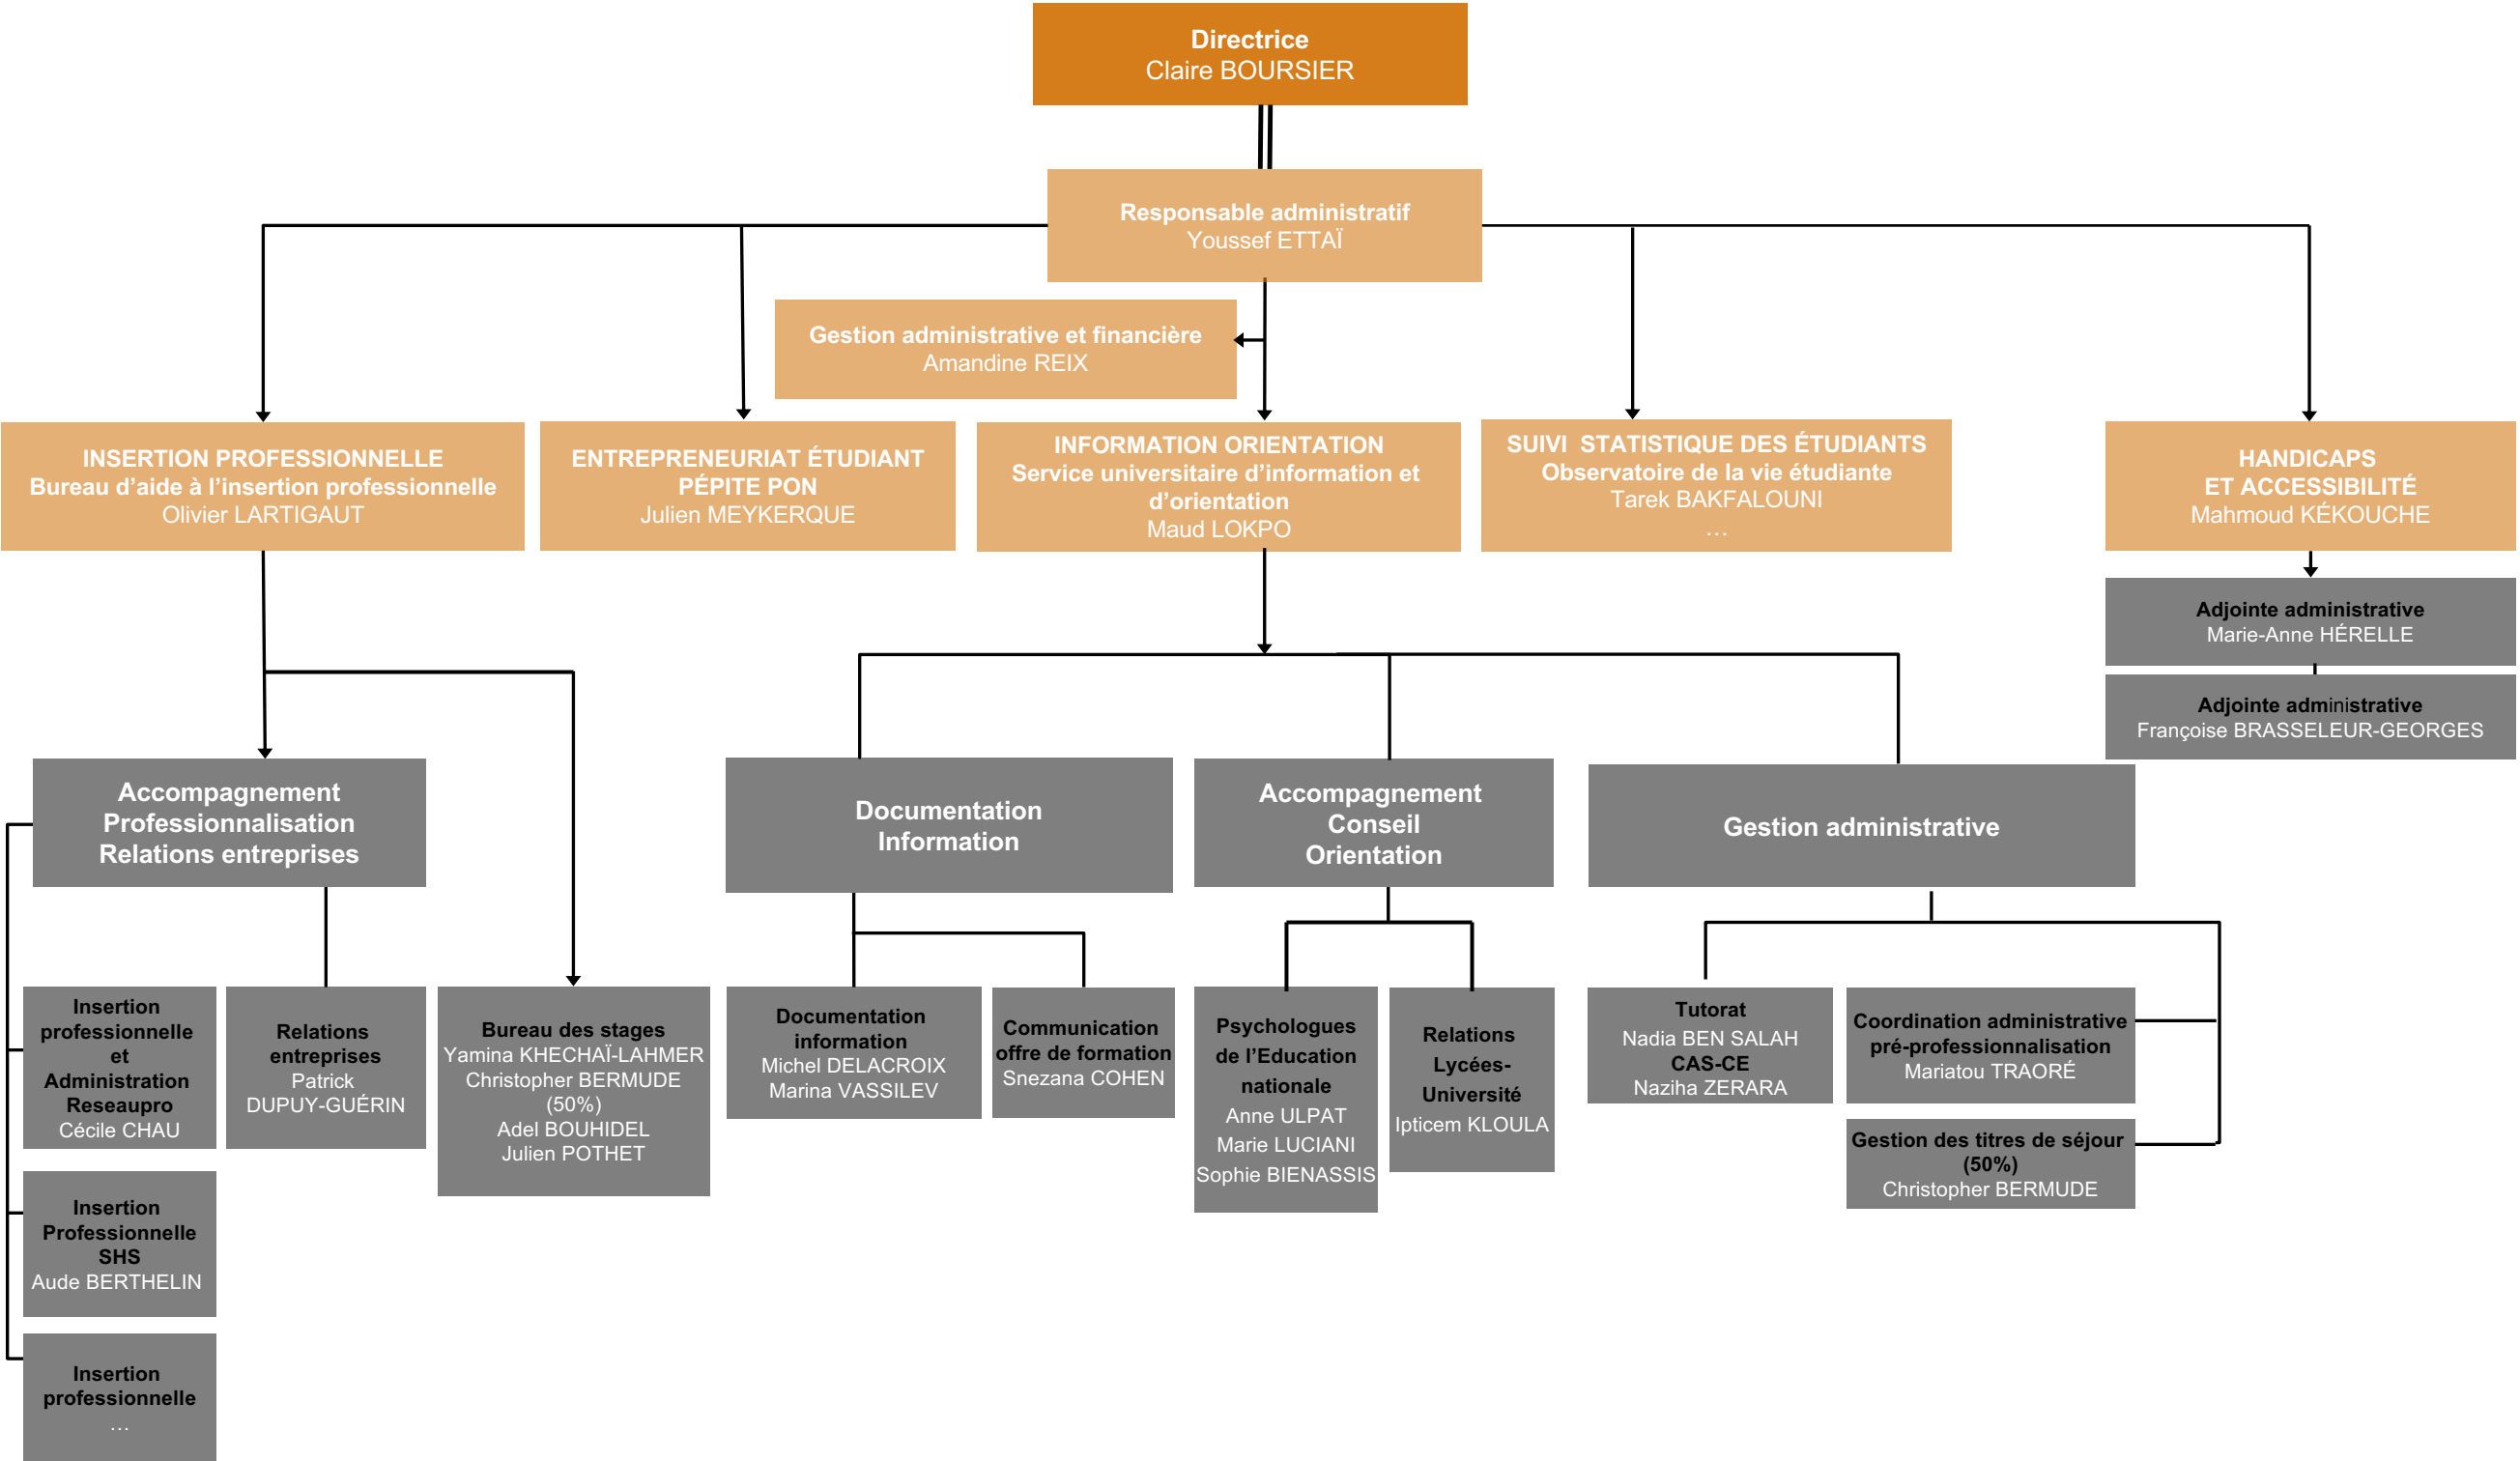 Directrice
Claire BOURSIER
Responsable administratif
Youssef ETTAÏ
Gestion administrative et financière
Amandine REIX
INSERTION PROFESSIONNELLE
Bureau d’aide à l’insertion professionnelle
Olivier LARTIGAUT
ENTREPRENEURIAT ÉTUDIANT
PÉPITE PON
Julien MEYKERQUE
INFORMATION ORIENTATION
Service universitaire d’information et
d’orientation
Maud LOKPO
SUIVI STATISTIQUE DES ÉTUDIANTS
Observatoire de la vie étudiante
Tarek BAKFALOUNI
…
HANDICAPS
ET ACCESSIBILITÉ
Mahmoud KÉKOUCHE
Adjointe administrative
Marie-Anne HÉRELLE
Adjointe administrative
Françoise BRASSELEUR-GEORGES
Accompagnement
Professionnalisation
Relations entreprises
Documentation
Information
Accompagnement
Conseil
Orientation
Gestion administrative
Insertion
professionnelle
et
Administration
Reseaupro
Cécile CHAU
Relations
entreprises
Patrick
DUPUY-GUÉRIN
Bureau des stages
Yamina KHECHAÏ-LAHMER
Christopher BERMUDE
(50%)
Adel BOUHIDEL
Julien POTHET
Documentation
information
Michel DELACROIX
Marina VASSILEV
Communication
offre de formation
Snezana COHEN
Psychologues
de l’Education
nationale
Anne ULPAT
Marie LUCIANI
Sophie BIENASSIS
Relations
Lycées-
Université
Ipticem KLOULA
Tutorat
Nadia BEN SALAH
CAS-CE
Naziha ZERARA
Coordination administrative
pré-professionnalisation
Mariatou TRAORÉ
Gestion des titres de séjour
(50%)
Christopher BERMUDE
Insertion
Professionnelle
SHS
Aude BERTHELIN
Insertion
professionnelle
…